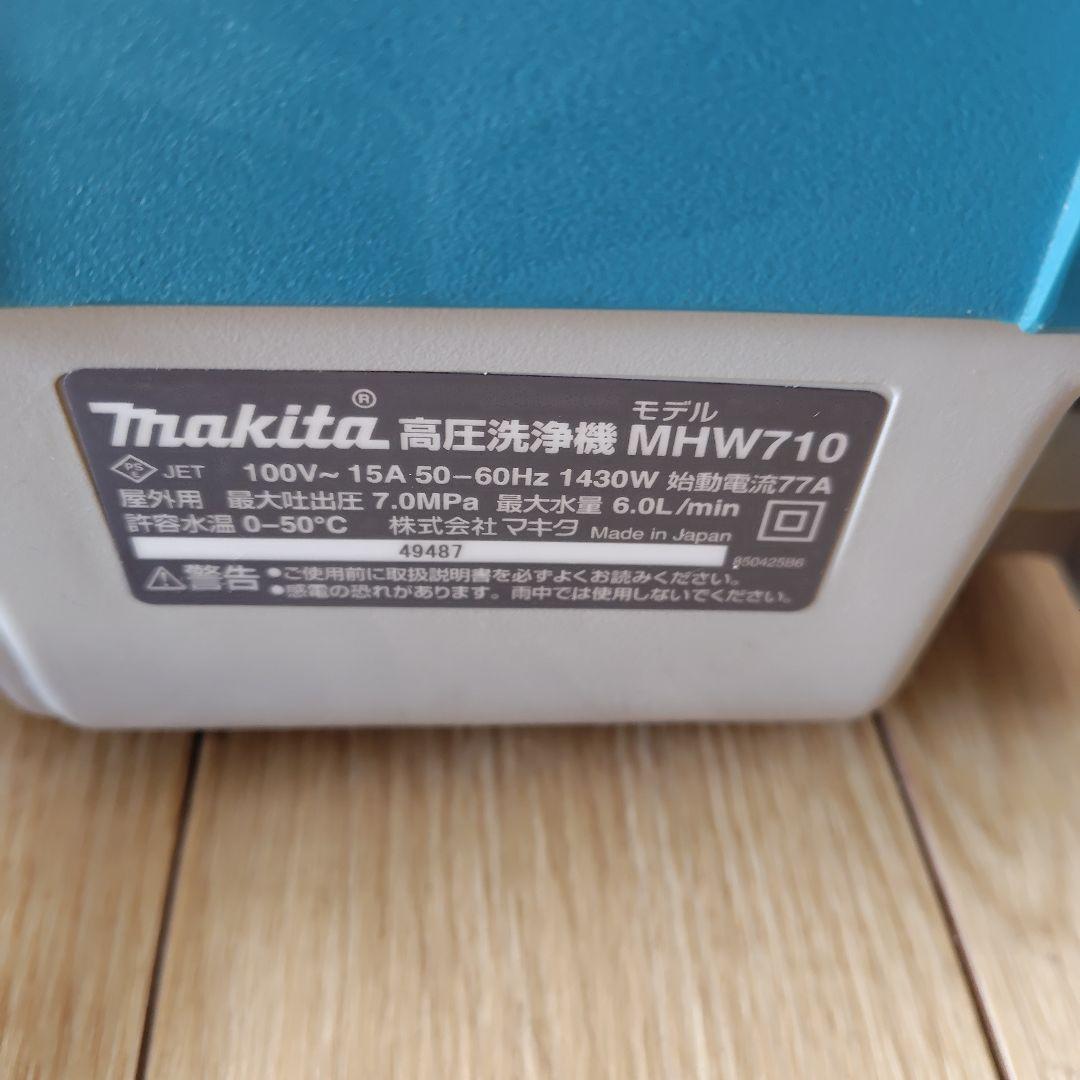 makita® 高圧洗浄機 モデル MHW710
PSE JET 100V～ 15A 50－60Hz 1430W 始動電流77A
屋外用 最大吐出圧 7.0MPa 最大水量 6.0L/min
許容水温 0－50℃ 株式会社マキタ Made in Japan
49487
850425B6
⚠警告 ●ご使用前に取扱説明書を必ずよくお読みください。
●感電の恐れがあります。雨中では使用しないでください。